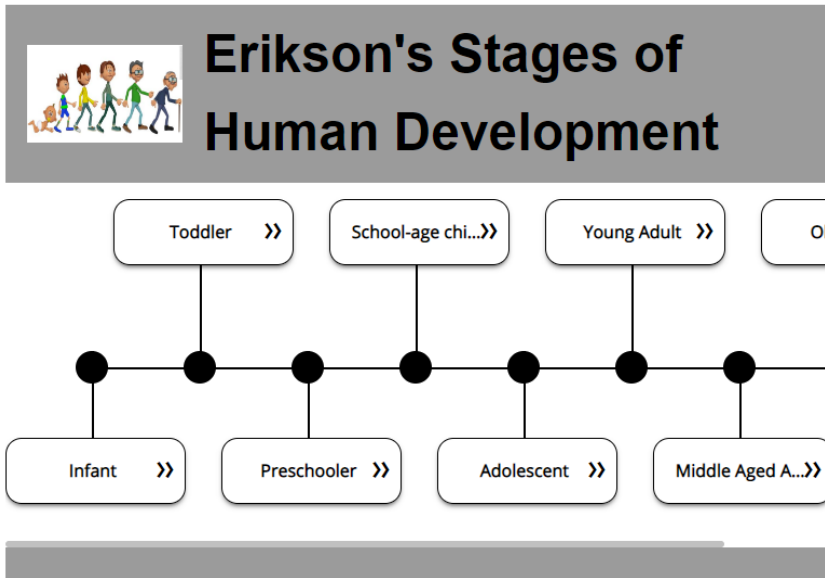 Erikson's Stages of
Human Development
Toddler
School-age chi...
Young Adult
Infant
Preschooler
Adolescent
Middle Aged A...